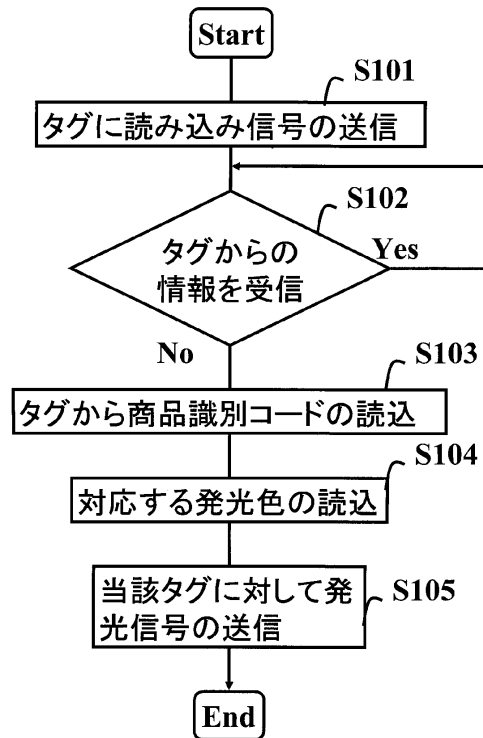 Start
S101
タグに読み込み信号の送信
S102
タグからの
情報を受信
Yes
No
S103
タグから商品識別コードの読込
S104
対応する発光色の読込
S105
当該タグに対して発
光信号の送信
End